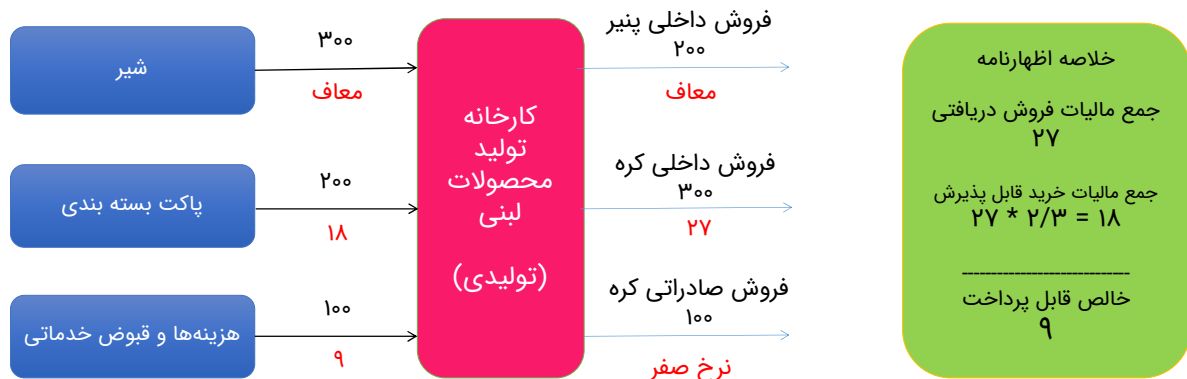 شیر
۳۰۰
معاف
پاکت بسته بندی
۲۰۰
۱۸
هزینه‌ها و قبوض خدماتی
۱۰۰
۹
کارخانه
تولید
محصولات
لبنی
(تولیدی)
فروش داخلی پنیر
۲۰۰
معاف
فروش داخلی کره
۳۰۰
۲۷
فروش صادراتی کره
۱۰۰
نرخ صفر
خلاصه اظهارنامه
جمع مالیات فروش دریافتی
۲۷
جمع مالیات خرید قابل پذیرش
۲۷ * ۲/۳ = ۱۸
-----------------------------
خالص قابل پرداخت
۹